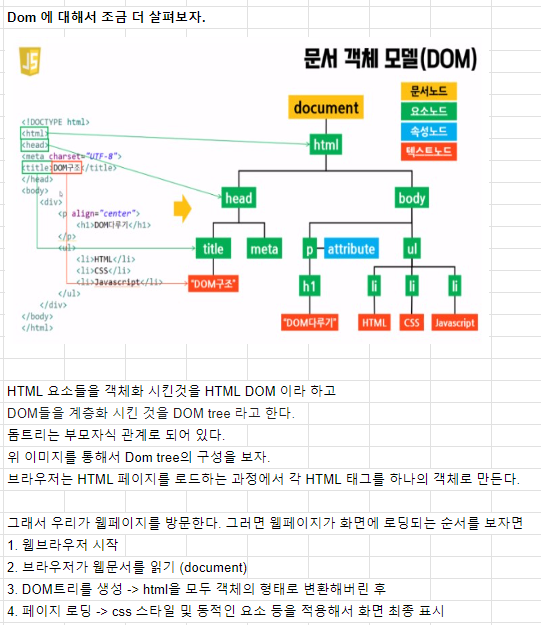 Dom 에 대해서 조금 더 살펴보자.
JS
문서 객체 모델(DOM)
문서노드
요소노드
속성노드
텍스트노드
<!DOCTYPE html>
<html>
<head>
<meta charset="UTF-8">
<title>DOM구조</title>
</head>
<body>
<div>
<p align="center">
<h1>DOM다루기</h1>
</p>
<ul>
<li>HTML</li>
<li>CSS</li>
<li>Javascript</li>
</ul>
</div>
</body>
</html>
document
html
head
body
title
meta
p
attribute
ul
"DOM구조"
h1
li
li
li
"DOM다루기"
HTML
CSS
Javascript
HTML 요소들을 객체화 시킨것을 HTML DOM 이라 하고
DOM들을 계층화 시킨 것을 DOM tree 라고 한다.
돔트리는 부모자식 관계로 되어 있다.
위 이미지를 통해서 Dom tree의 구성을 보자.
브라우저는 HTML 페이지를 로드하는 과정에서 각 HTML 태그를 하나의 객체로 만든다.
그래서 우리가 웹페이지를 방문한다. 그러면 웹페이지가 화면에 로딩되는 순서를 보자면
1. 웹브라우저 시작
2. 브라우저가 웹문서를 읽기 (document)
3. DOM트리를 생성 -> html을 모두 객체의 형태로 변환해버린 후
4. 페이지 로딩 -> css 스타일 및 동적인 요소 등을 적용해서 화면 최종 표시